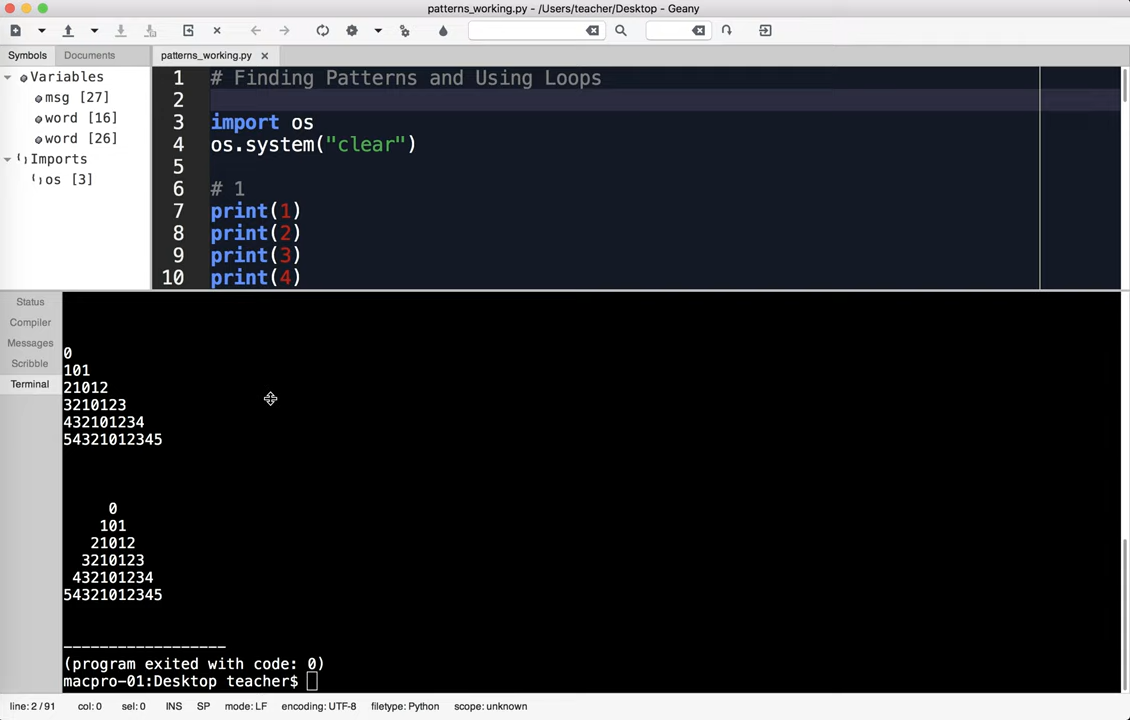 patterns_working.py - /Users/teacher/Desktop - Geany
Symbols
Documents
patterns_working.py
Variables
msg [27]
word [16]
word [26]
Imports
os [3]
1 # Finding Patterns and Using Loops
2
3 import os
4 os.system("clear")
5
6 # 1
7 print(1)
8 print(2)
9 print(3)
10 print(4)
Status
Compiler
Messages
Scribble
Terminal
0
101
21012
3210123
432101234
54321012345
0
101
21012
3210123
432101234
54321012345
------------------
(program exited with code: 0)
macpro-01:Desktop teacher$
line: 2 / 91 col: 0 sel: 0 INS SP mode: LF encoding: UTF-8 filetype: Python scope: unknown